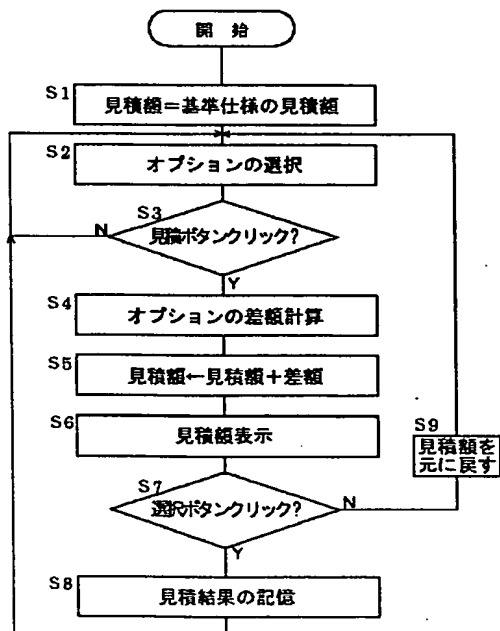 開 始
S1
見積額=基準仕様の見積額
S2
オプションの選択
S3
見積ボタンクリック?
N
Y
S4
オプションの差額計算
S5
見積額←見積額+差額
S6
見積額表示
S9
見積額を
元に戻す
S7
選択ボタンクリック?
N
Y
S8
見積結果の記憶